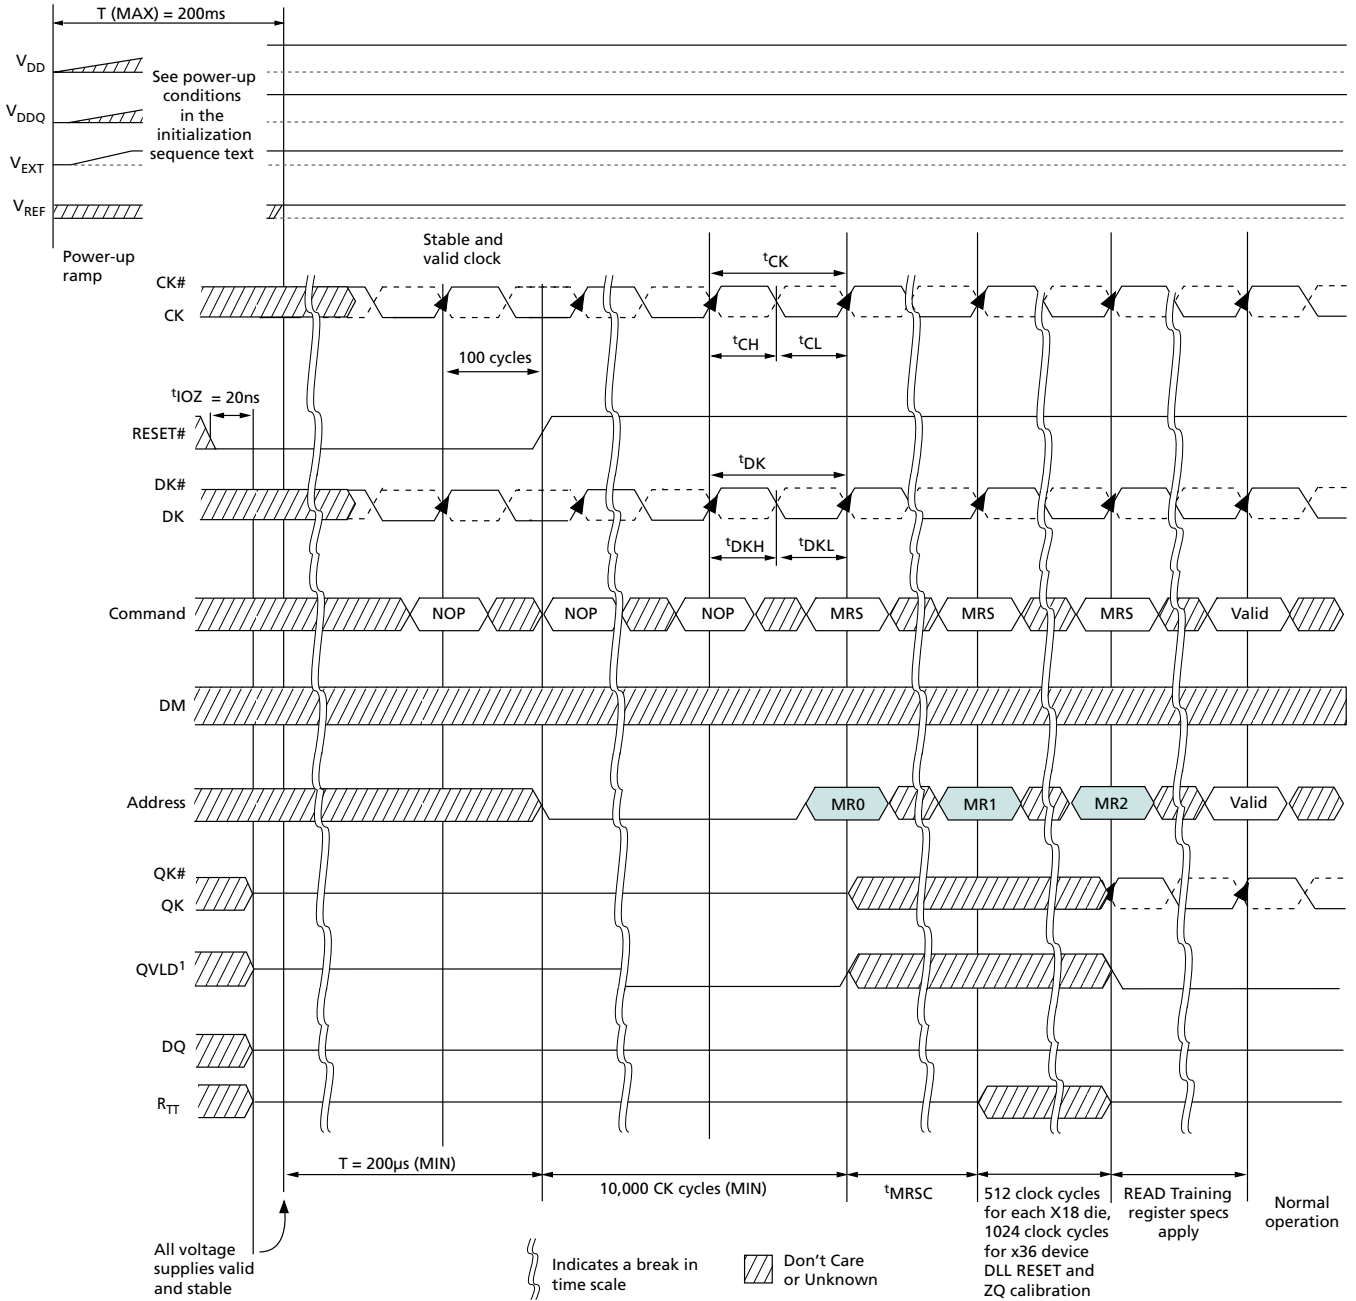 T (MAX) = 200ms
VDD
VDDQ
VEXT
VREF
See power-up
conditions
in the
initialization
sequence text
Power-up
ramp
Stable and
valid clock
CK#
CK
tCK
tCH
tCL
100 cycles
tIOZ = 20ns
RESET#
DK#
DK
tDK
tDKH
tDKL
Command
NOP
NOP
NOP
MRS
MRS
MRS
Valid
DM
Address
MR0
MR1
MR2
Valid
QK#
QK
QVLD1
DQ
RTT
T = 200µs (MIN)
10,000 CK cycles (MIN)
tMRSC
512 clock cycles
for each X18 die,
1024 clock cycles
for x36 device
DLL RESET and
ZQ calibration
READ Training
register specs
apply
Normal
operation
All voltage
supplies valid
and stable
Indicates a break in
time scale
Don't Care
or Unknown